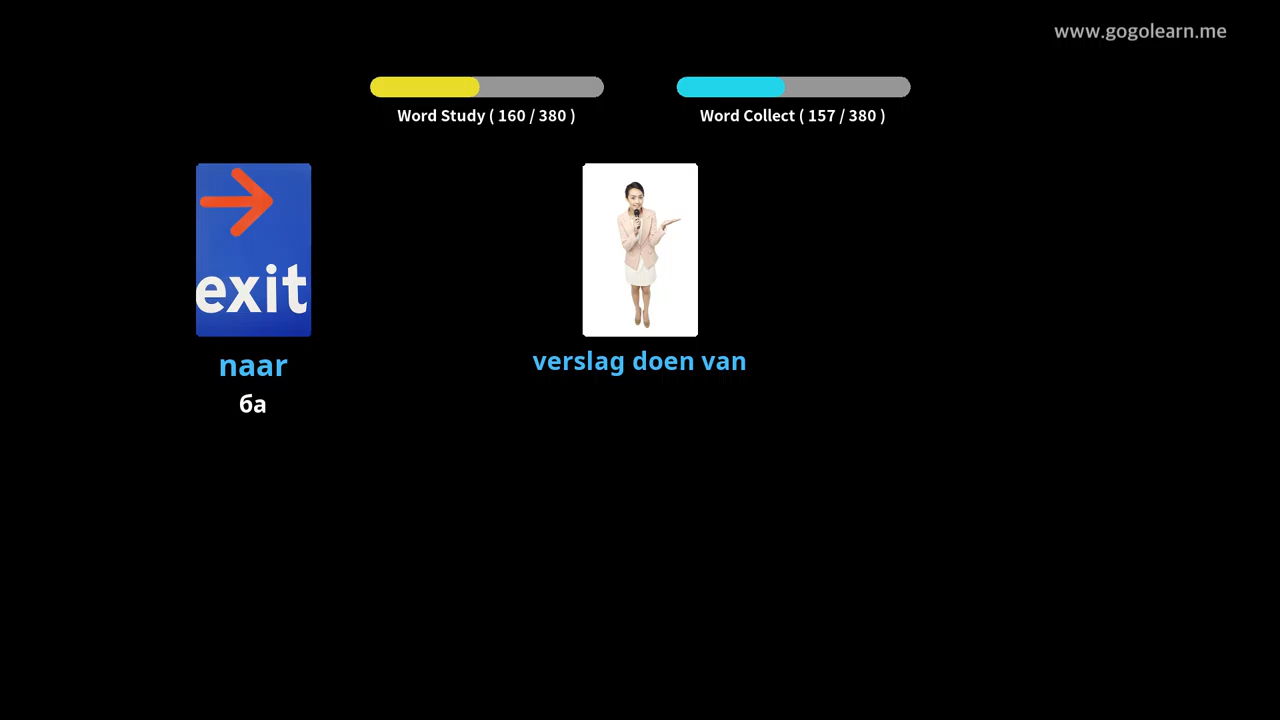 www.gogolearn.me
Word Study ( 160 / 380 )
Word Collect ( 157 / 380 )
exit
naar
ба
verslag doen van